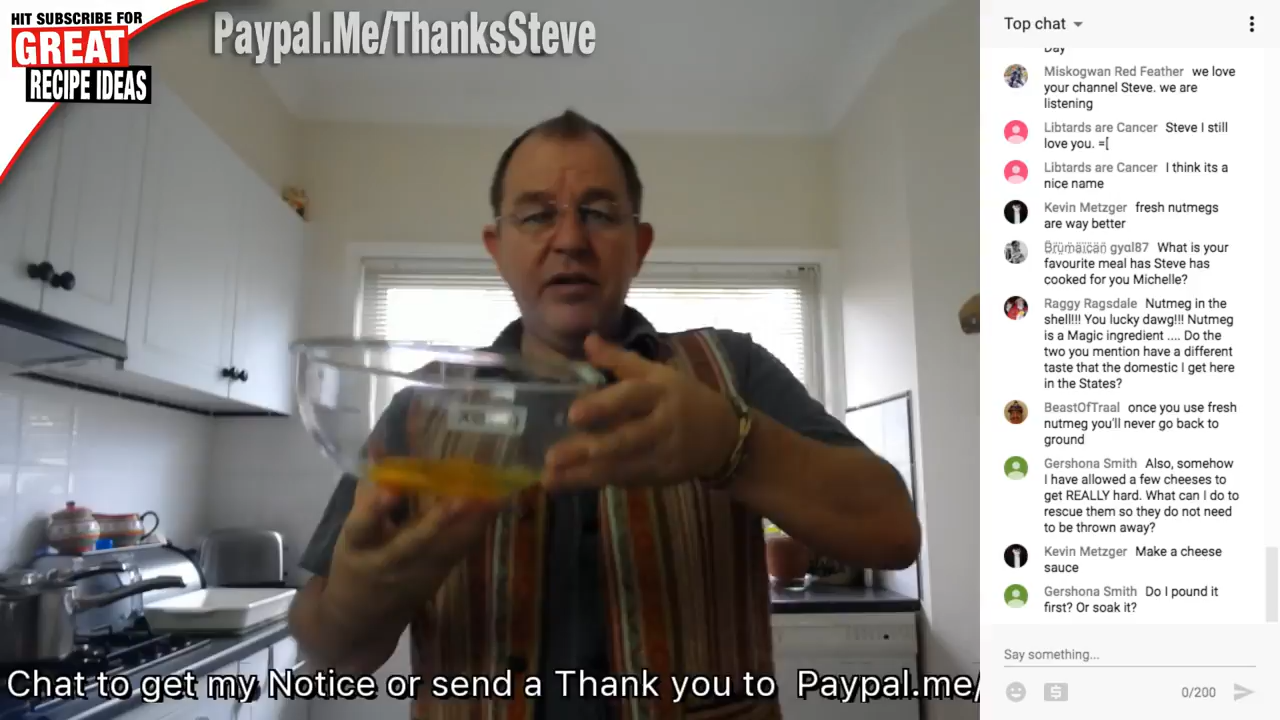 HIT SUBSCRIBE FOR
GREAT
RECIPE IDEAS
Paypal.Me/ThanksSteve
Chat to get my Notice or send a Thank you to Paypal.me/
Top chat
Day
Miskogwan Red Feather we love
your channel Steve. we are
listening
Libtards are Cancer Steve I still
love you. =[
Libtards are Cancer I think its a
nice name
Kevin Metzger fresh nutmegs
are way better
gyal87 What is your
favourite meal has Steve has
cooked for you Michelle?
Raggy Ragsdale Nutmeg in the
shell!!! You lucky dawg!!! Nutmeg
is a Magic ingredient .... Do the
two you mention have a different
taste that the domestic I get here
in the States?
BeastOfTraal once you use fresh
nutmeg you'll never go back to
ground
Gershona Smith Also, somehow
I have allowed a few cheeses to
get REALLY hard. What can I do to
rescue them so they do not need
to be thrown away?
Kevin Metzger Make a cheese
sauce
Gershona Smith Do I pound it
first? Or soak it?
Say something...
0/200